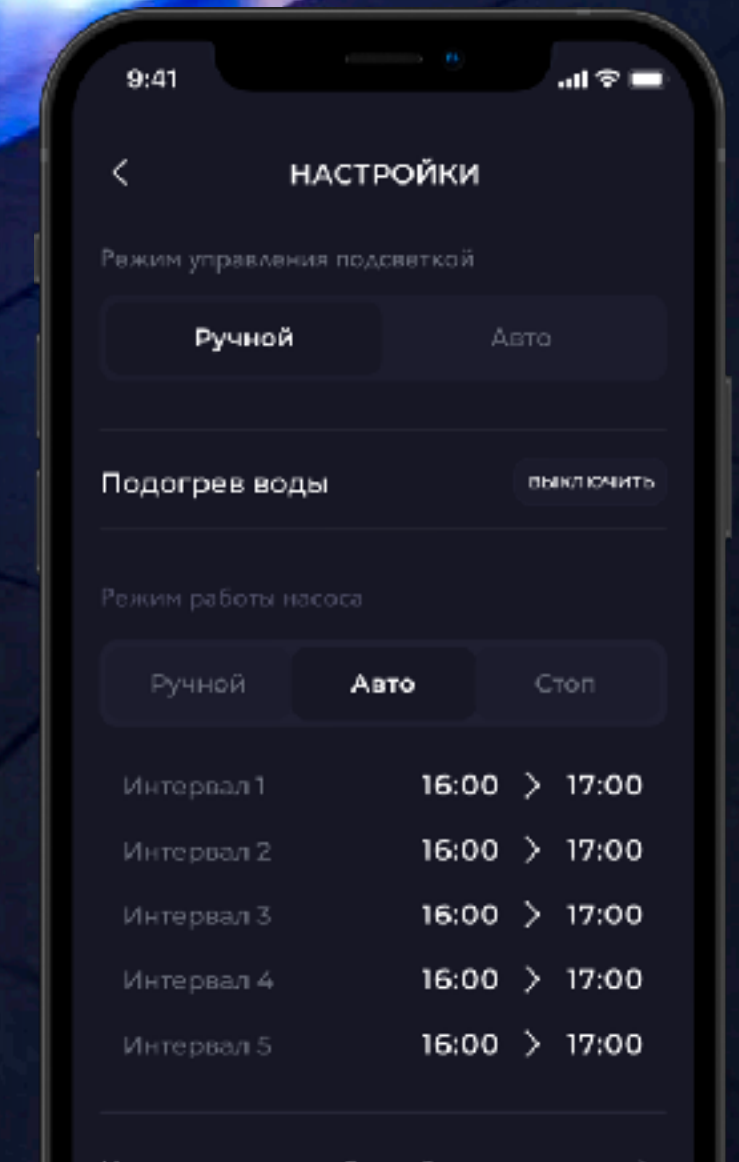 9:41
НАСТРОЙКИ
Режим управления подсветкой
Ручной Авто
Подогрев воды выключить
Режим работы насоса
Ручной Авто Стоп
Интервал 1 16:00 > 17:00
Интервал 2 16:00 > 17:00
Интервал 3 16:00 > 17:00
Интервал 4 16:00 > 17:00
Интервал 5 16:00 > 17:00